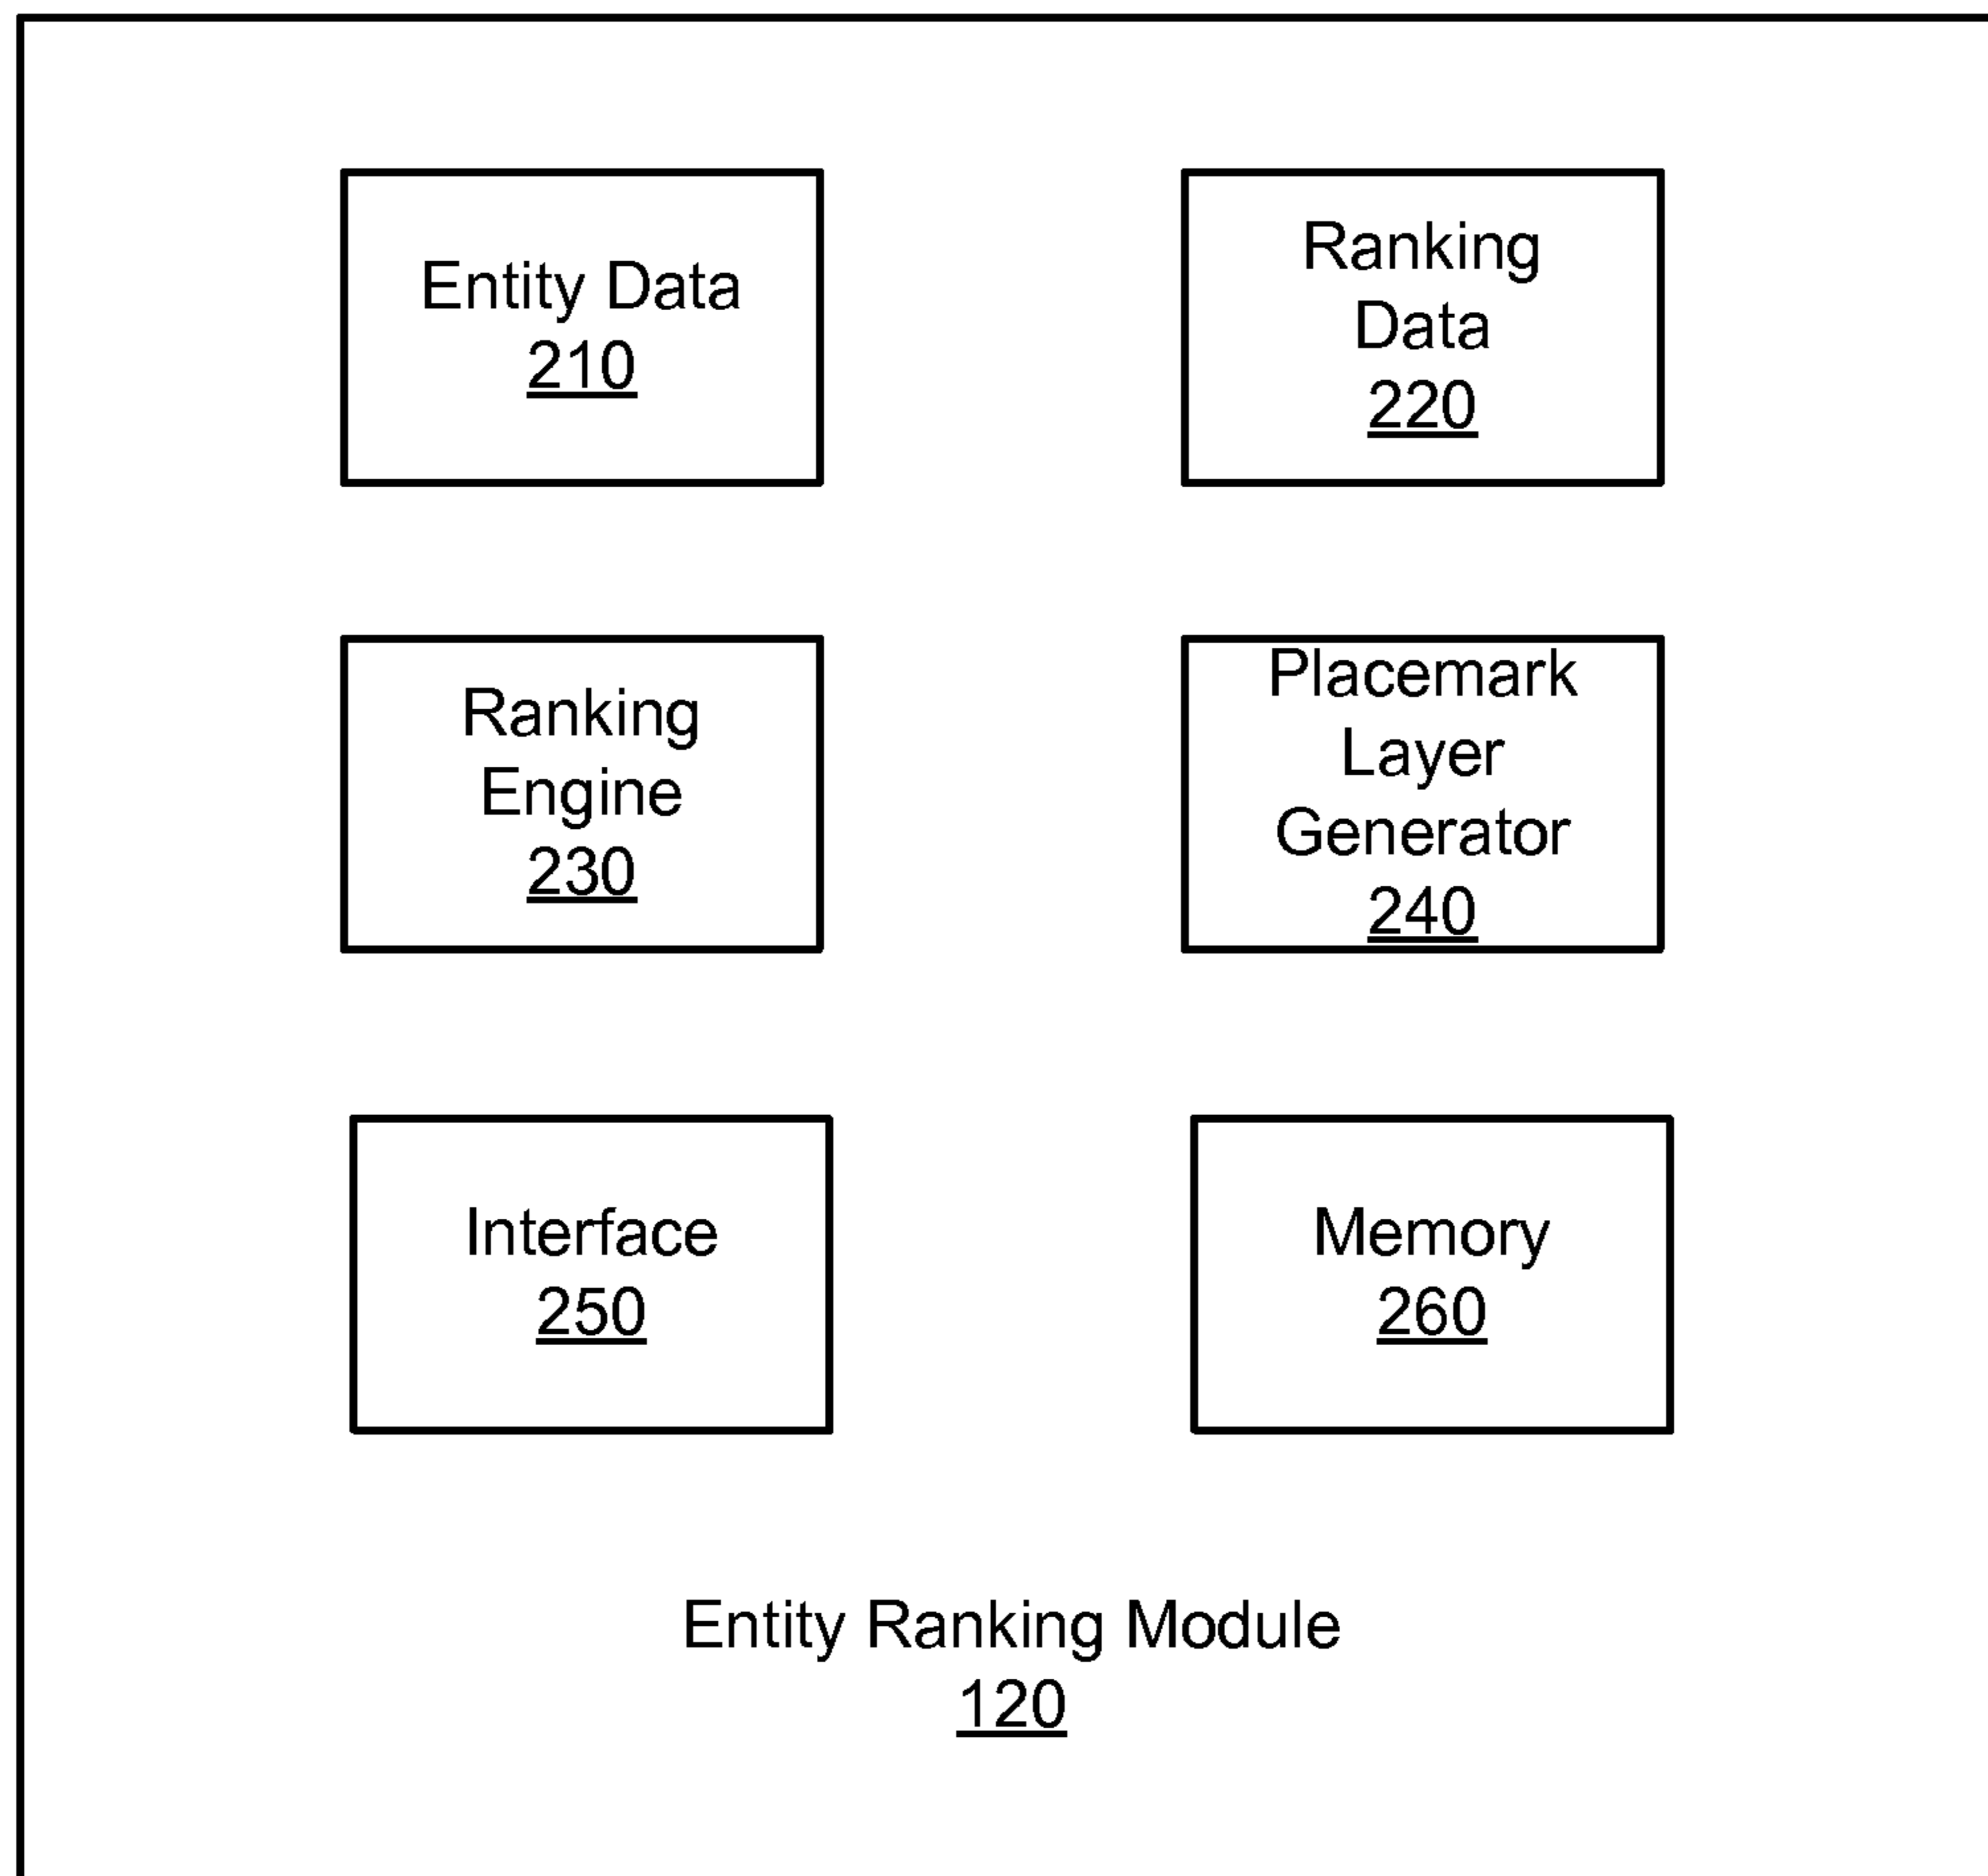 Entity Data
210
Ranking
Data
220
Ranking
Engine
230
Placemark
Layer
Generator
240
Interface
250
Memory
260
Entity Ranking Module
120